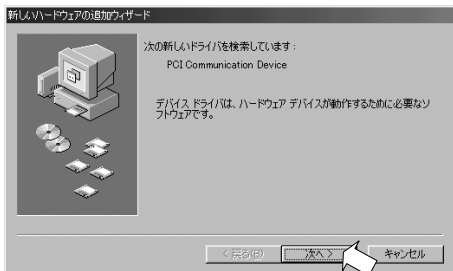 新しいハードウェアの追加ウィザード
次の新しいドライバを検索しています：
PCI Communication Device
デバイス ドライバは、ハードウェア デバイスが動作するために必要なソ
フトウェアです。
< 戻る(B)
次へ >
キャンセル